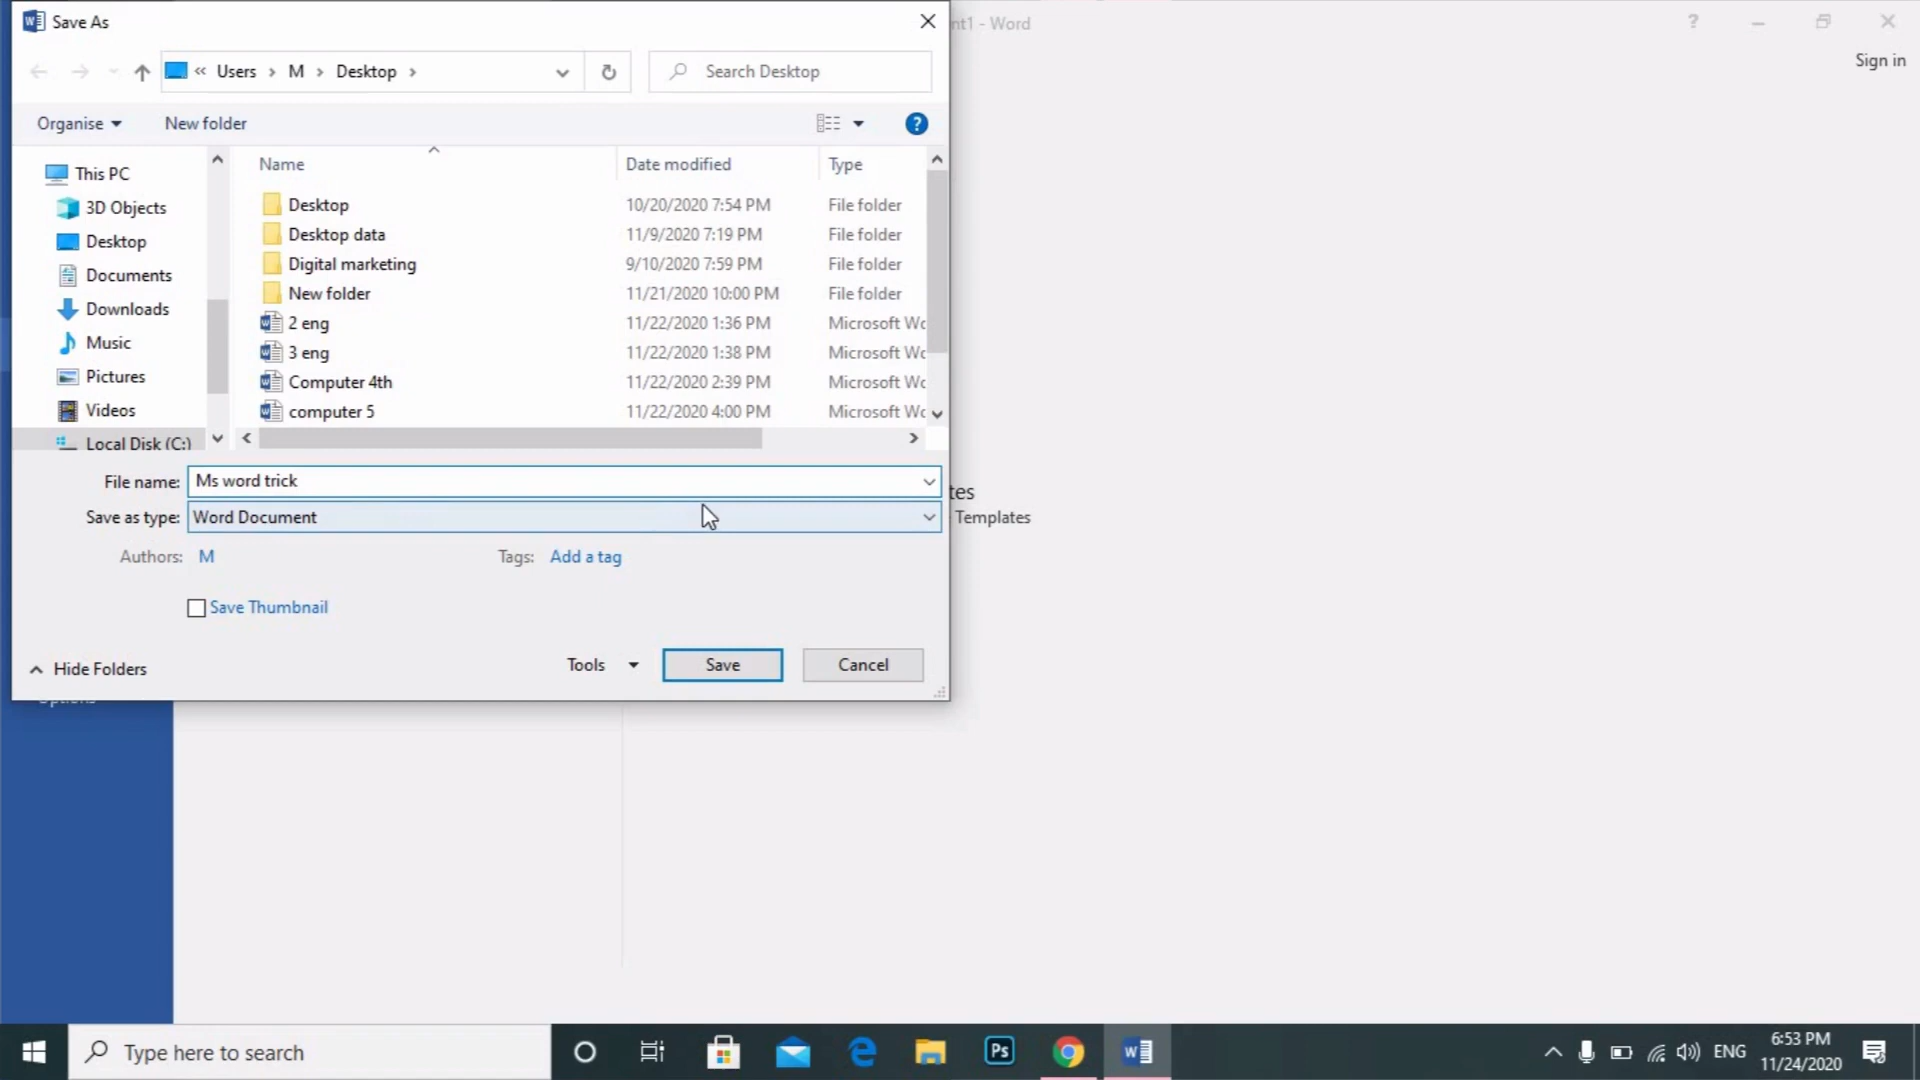 Save As
nt1 - Word
?
Sign in
« Users > M > Desktop >
Search Desktop
Organise
New folder
?
This PC
3D Objects
Desktop
Documents
Downloads
Music
Pictures
Videos
Local Disk (C:)
Name Date modified Type
Desktop 10/20/2020 7:54 PM File folder
Desktop data 11/9/2020 7:19 PM File folder
Digital marketing 9/10/2020 7:59 PM File folder
New folder 11/21/2020 10:00 PM File folder
2 eng 11/22/2020 1:36 PM Microsoft Wo
3 eng 11/22/2020 1:38 PM Microsoft Wo
Computer 4th 11/22/2020 2:39 PM Microsoft Wo
computer 5 11/22/2020 4:00 PM Microsoft Wo
File name: Ms word trick
tes
Save as type: Word Document
Templates
Authors: M Tags: Add a tag
Save Thumbnail
Hide Folders
Tools
Save
Cancel
Options
Type here to search
Ps
ENG
6:53 PM
11/24/2020